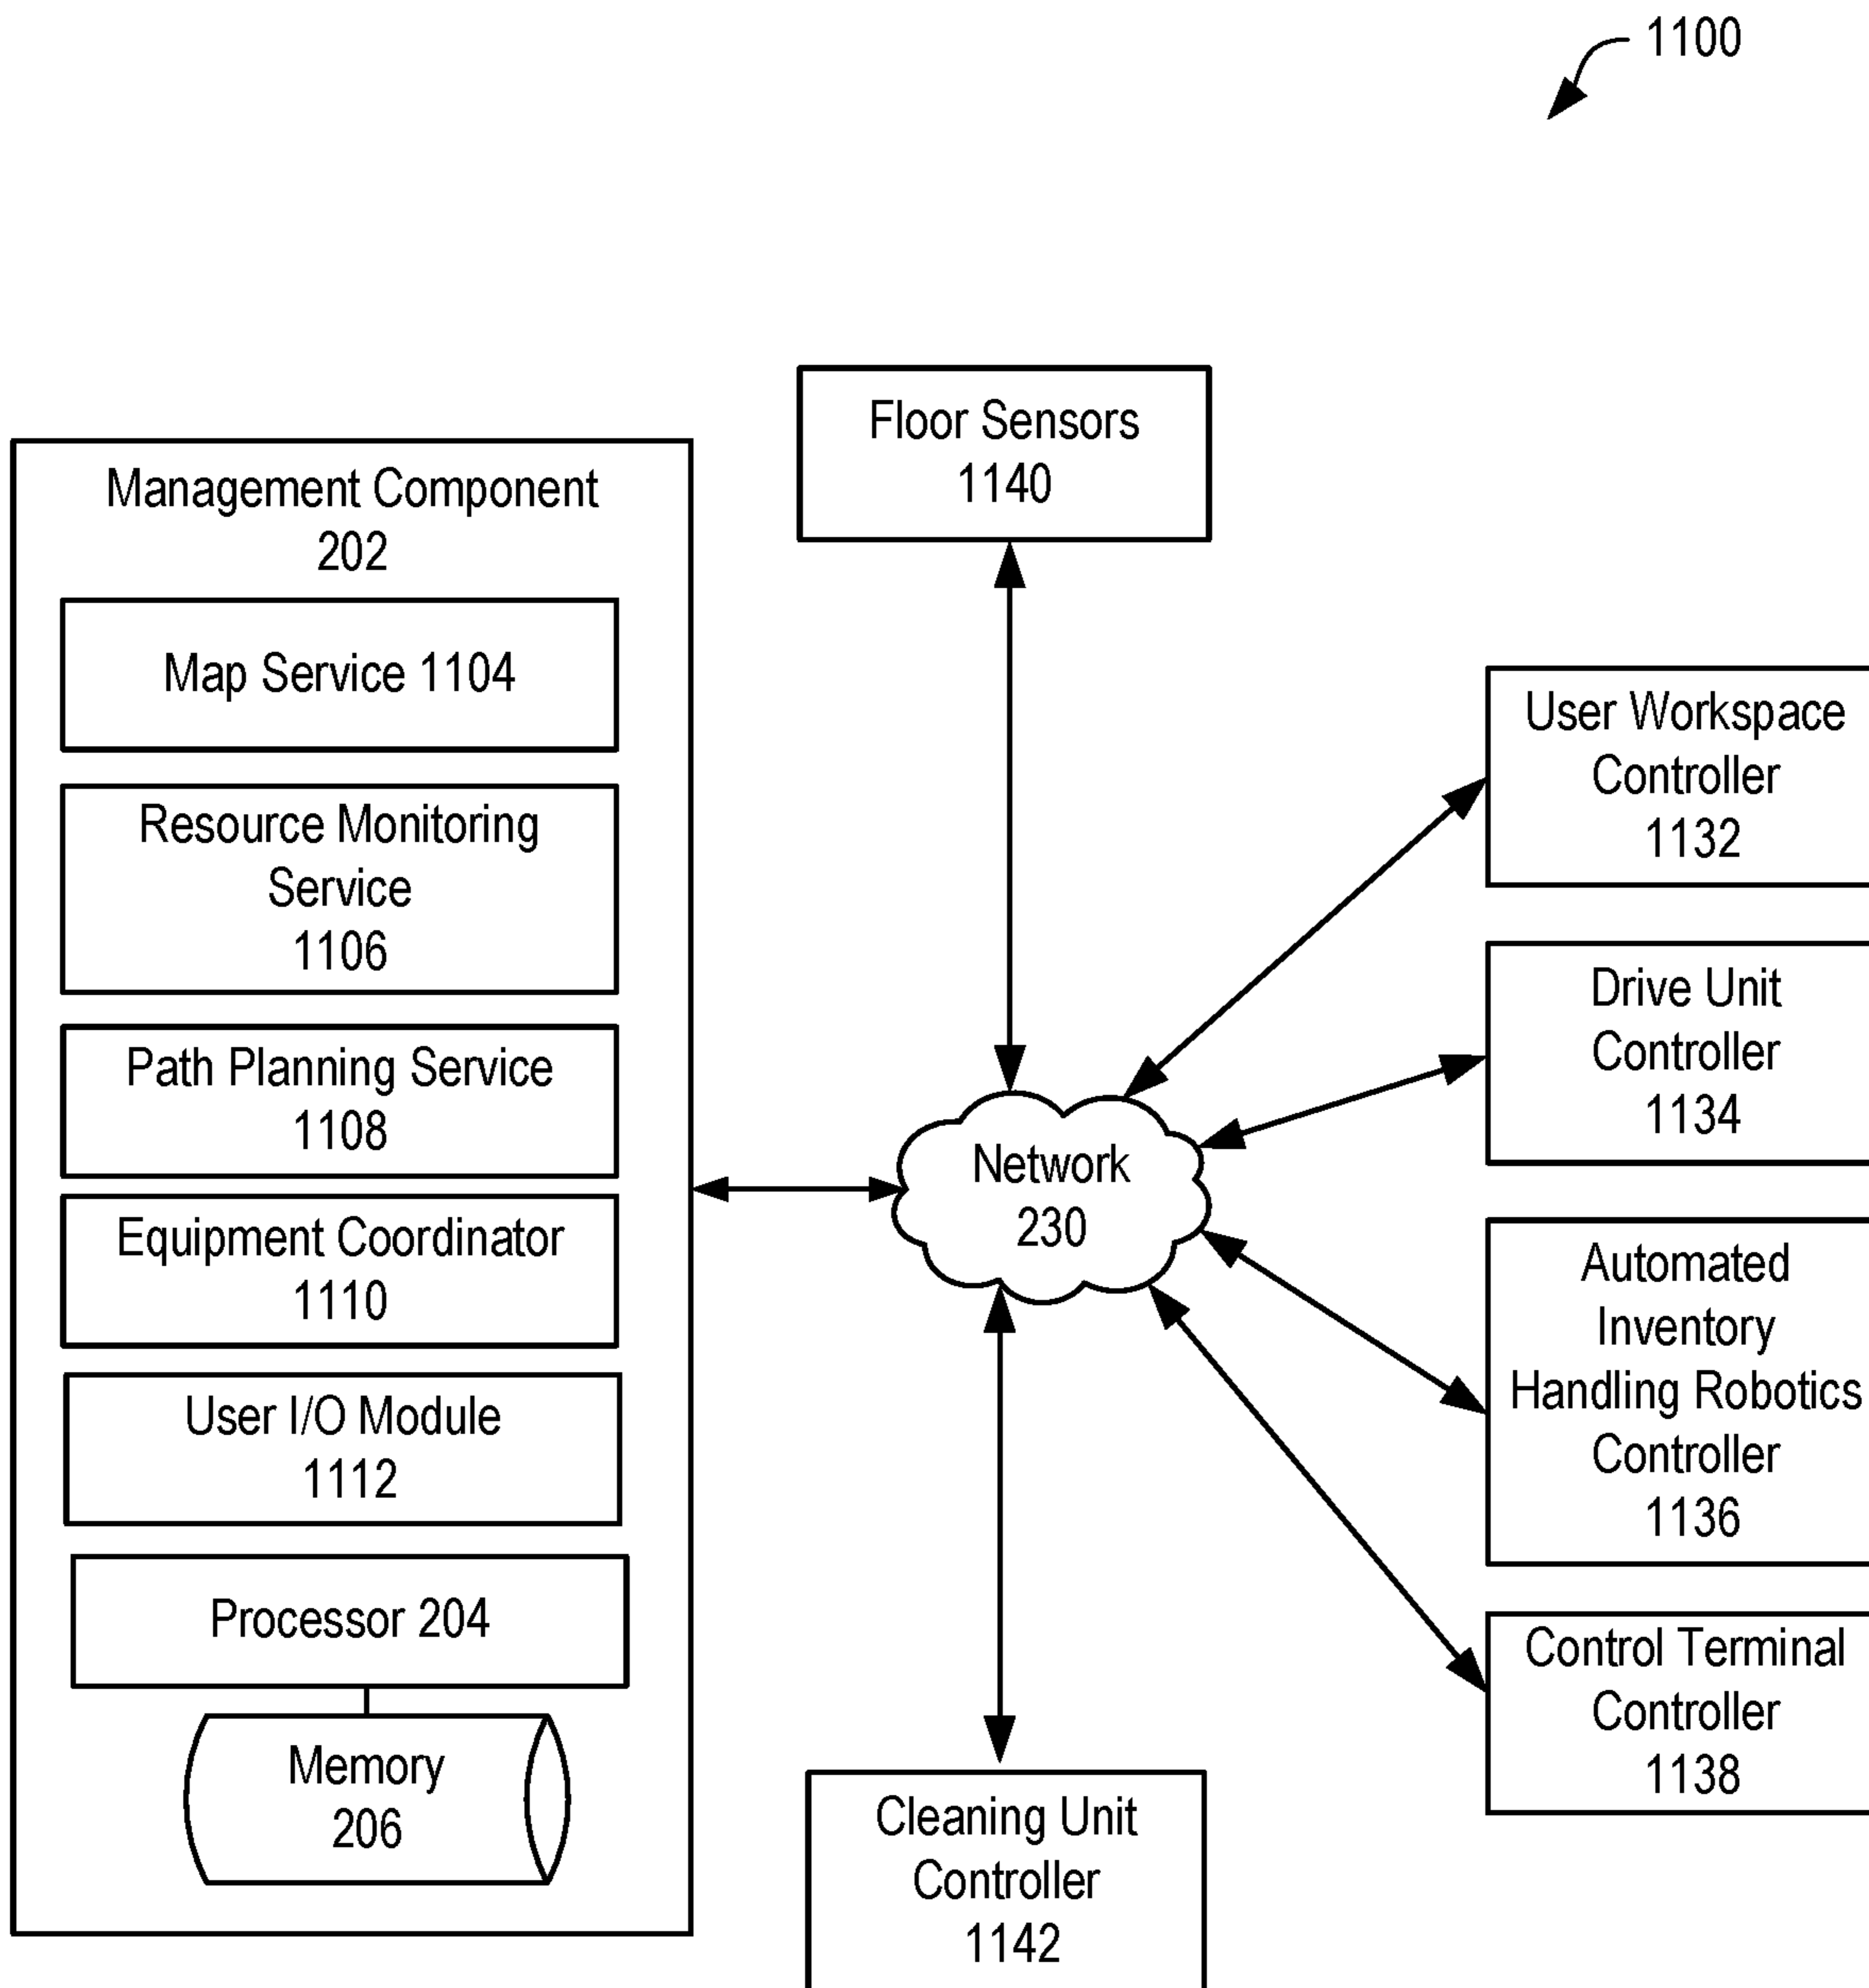 1100
Management Component
202
Map Service 1104
Resource Monitoring
Service
1106
Path Planning Service
1108
Equipment Coordinator
1110
User I/O Module
1112
Processor 204
Memory
206
Floor Sensors
1140
Network
230
Cleaning Unit
Controller
1142
User Workspace
Controller
1132
Drive Unit
Controller
1134
Automated
Inventory
Handling Robotics
Controller
1136
Control Terminal
Controller
1138